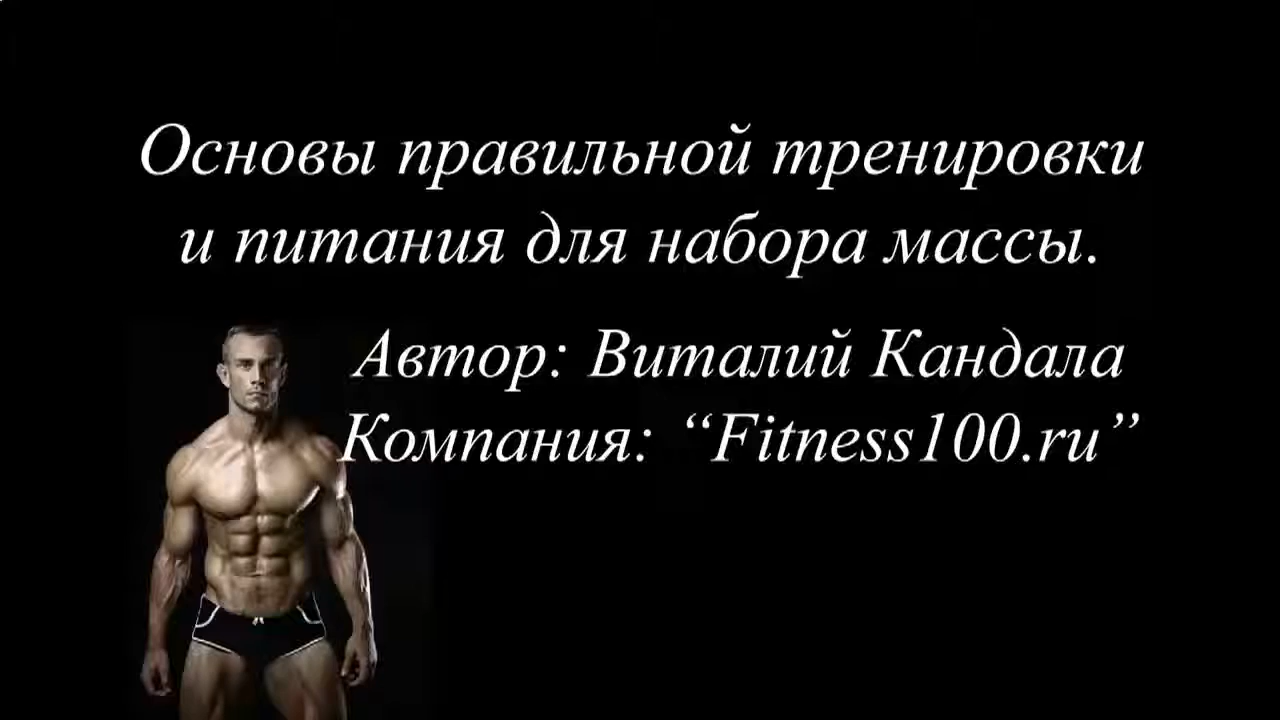 Основы правильной тренировки
и питания для набора массы.
Автор: Виталий Кандала
Компания: “Fitness100.ru”